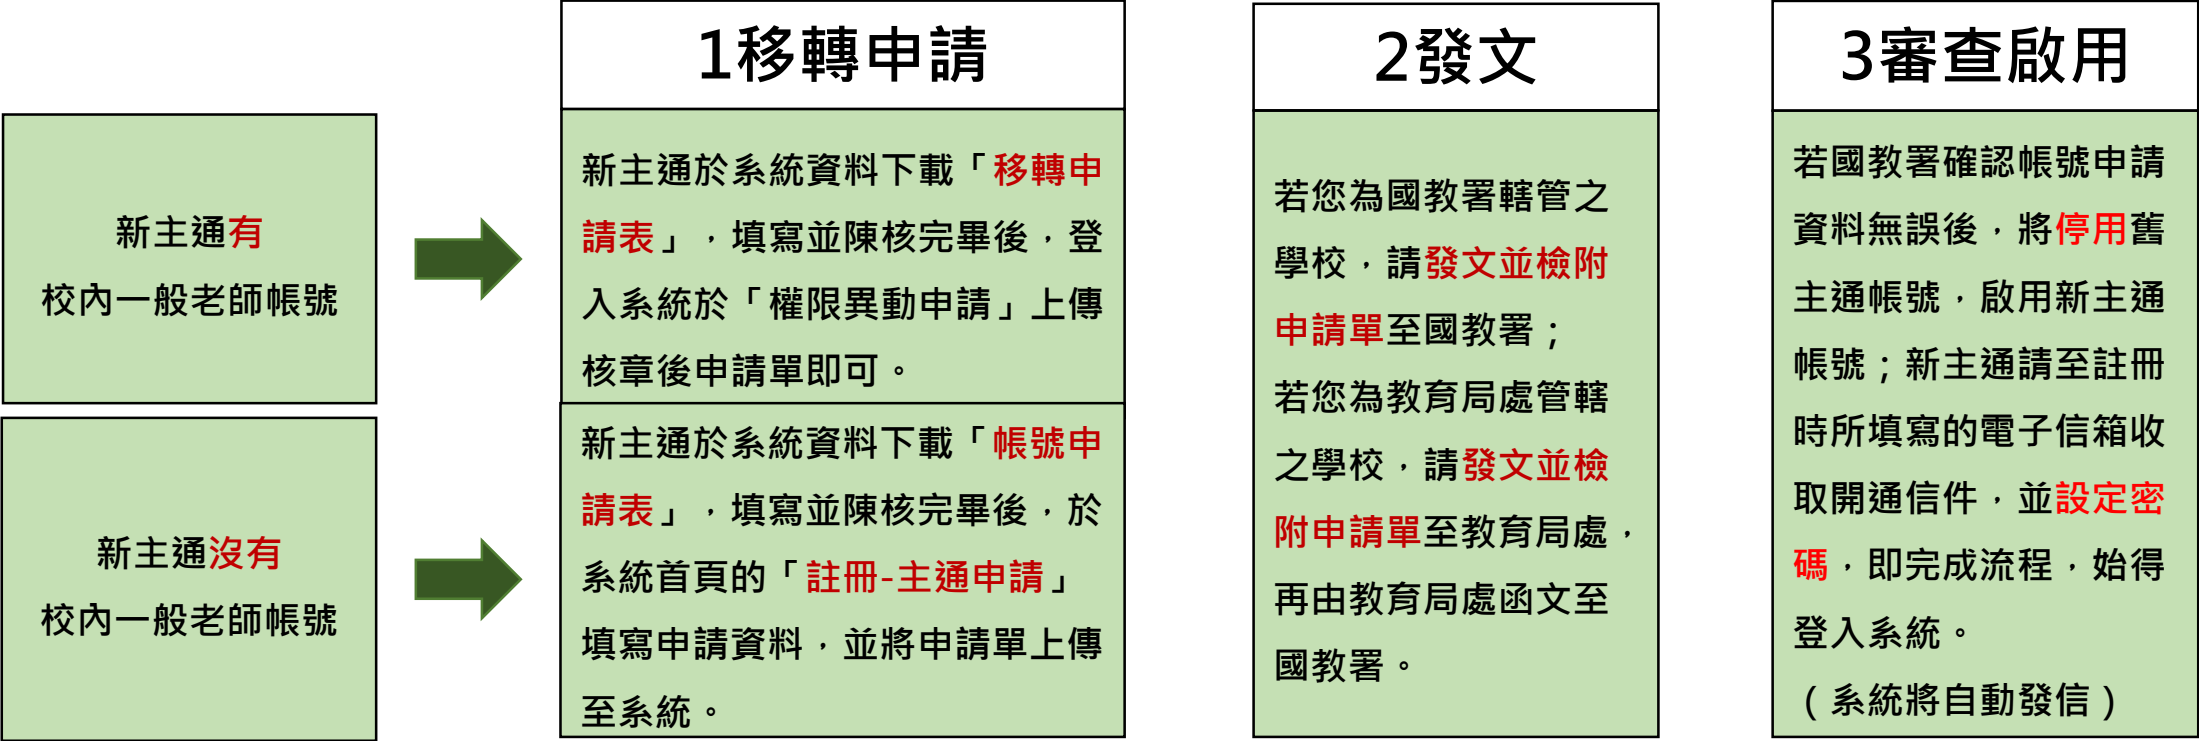 新主通有
校內一般老師帳號
新主通沒有
校內一般老師帳號
1移轉申請
新主通於系統資料下載「移轉申
請表」，填寫並陳核完畢後，登
入系統於「權限異動申請」上傳
核章後申請單即可。
新主通於系統資料下載「帳號申
請表」，填寫並陳核完畢後，於
系統首頁的「註冊-主通申請」
填寫申請資料，並將申請單上傳
至系統。
2發文
若您為國教署轄管之
學校，請發文並檢附
申請單至國教署；
若您為教育局處管轄
之學校，請發文並檢
附申請單至教育局處，
再由教育局處函文至
國教署。
3審查啟用
若國教署確認帳號申請
資料無誤後，將停用舊
主通帳號，啟用新主通
帳號；新主通請至註冊
時所填寫的電子信箱收
取開通信件，並設定密
碼，即完成流程，始得
登入系統。
（系統將自動發信）